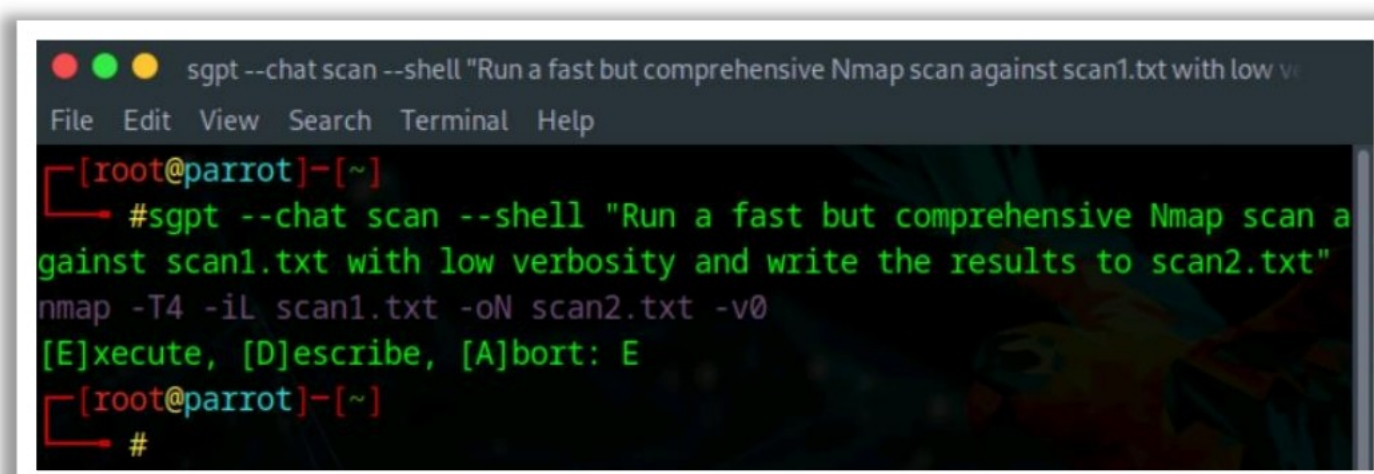 sgpt --chat scan --shell "Run a fast but comprehensive Nmap scan against scan1.txt with low
File Edit View Search Terminal Help
[root@parrot]-[~]
#sgpt --chat scan --shell "Run a fast but comprehensive Nmap scan a
gainst scan1.txt with low verbosity and write the results to scan2.txt"
nmap -T4 -iL scan1.txt -oN scan2.txt -v0
[E]xecute, [D]escribe, [A]bort: E
[root@parrot]-[~]
#